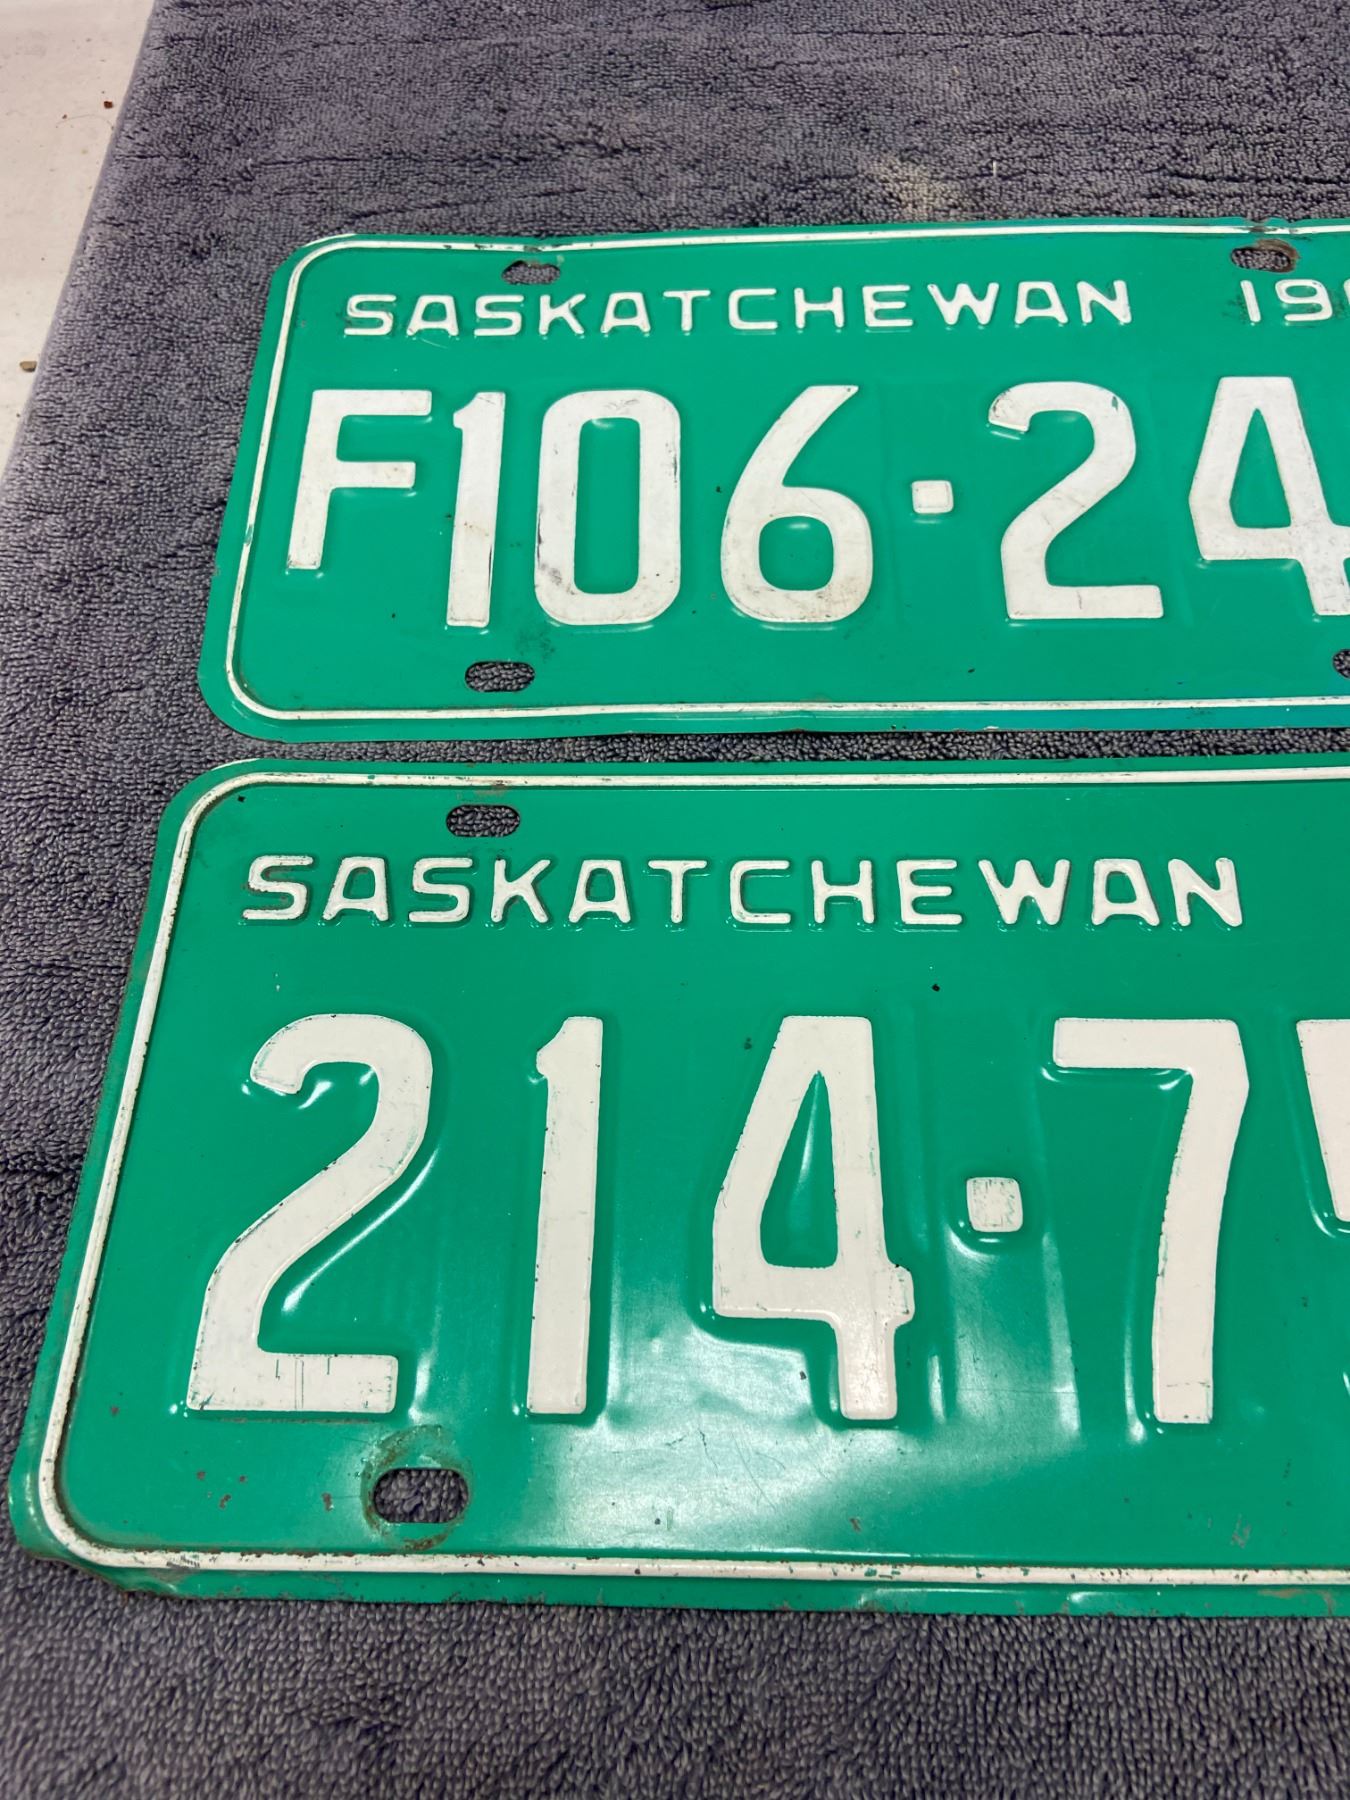 SASKATCHEWAN 19
F106·24
SASKATCHEWAN
214·7